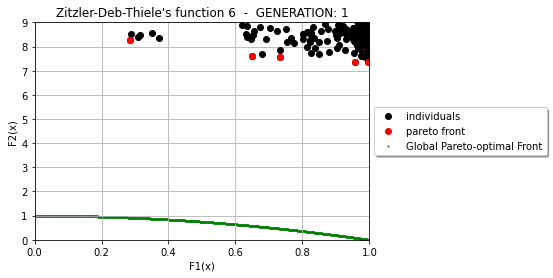 Zitzler-Deb-Thiele's function 6 - GENERATION: 1
9
8
7
6
5
4
3
2
1
0
F2(x)
0.0 0.2 0.4 0.6 0.8 1.0
F1(x)
individuals
pareto front
Global Pareto-optimal Front